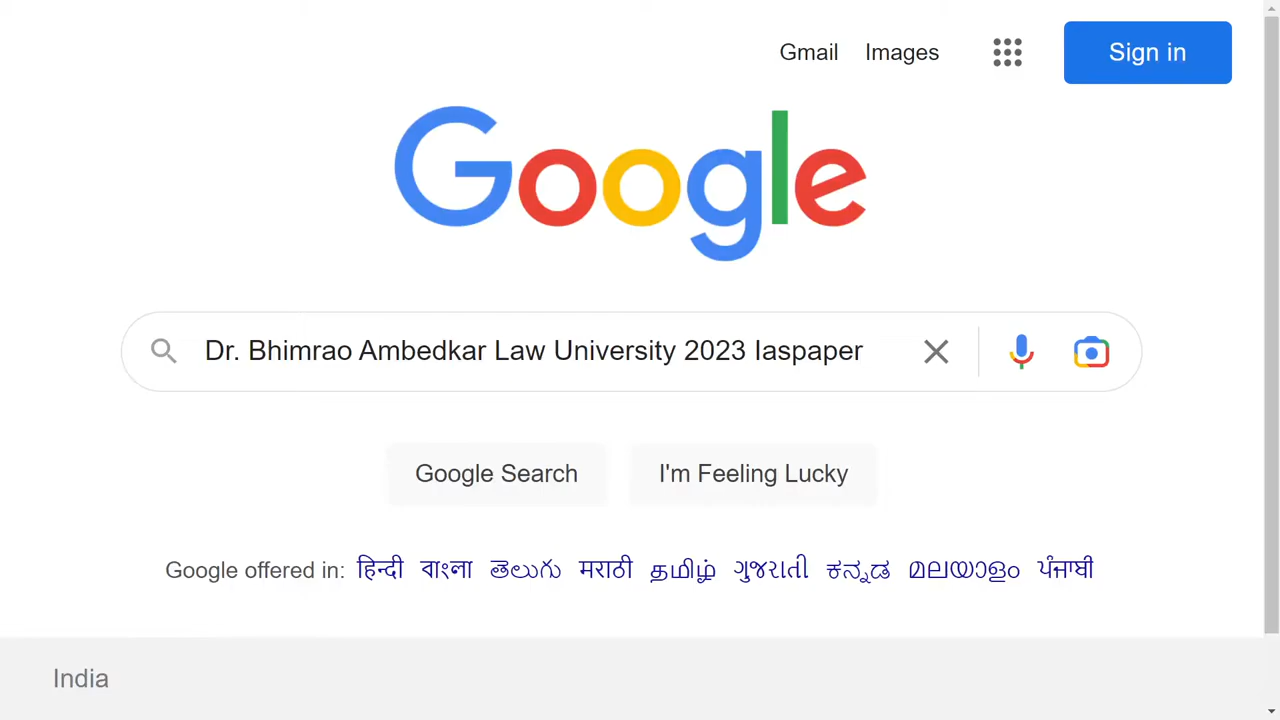 Gmail Images Sign in
Google
Dr. Bhimrao Ambedkar Law University 2023 Iaspaper
Google Search I'm Feeling Lucky
Google offered in: हिन्दी বাংলা తెలుగు मराठी தமிழ் ગુજરાતી ಕನ್ನಡ മലയാളം ਪੰਜਾਬੀ
India